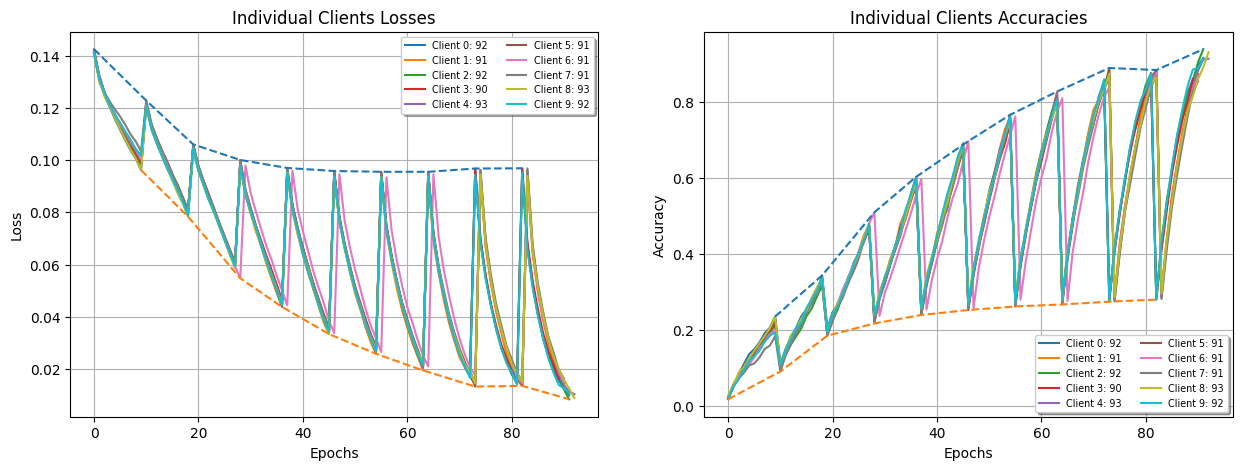 Individual Clients Losses
Loss
0.14
0.12
0.10
0.08
0.06
0.04
0.02
Client 0: 92 Client 5: 91
Client 1: 91 Client 6: 91
Client 2: 92 Client 7: 91
Client 3: 90 Client 8: 93
Client 4: 93 Client 9: 92
0 20 40 60 80
Epochs
Individual Clients Accuracies
Accuracy
0.8
0.6
0.4
0.2
0.0
Client 0: 92 Client 5: 91
Client 1: 91 Client 6: 91
Client 2: 92 Client 7: 91
Client 3: 90 Client 8: 93
Client 4: 93 Client 9: 92
0 20 40 60 80
Epochs